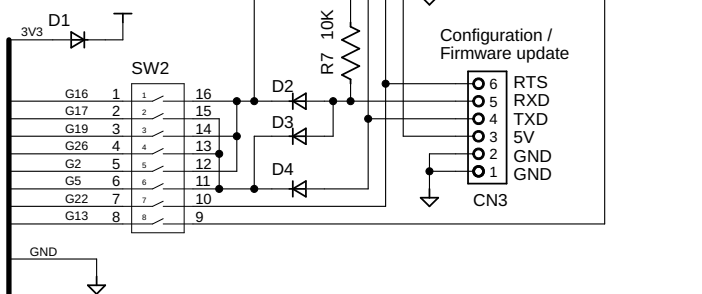 D1
3V3
10K
R7
Configuration /
Firmware update
SW2
G16 1 1 16
G17 2 2 15
G19 3 3 14
G26 4 4 13
G2 5 5 12
G5 6 6 11
G22 7 7 10
G13 8 8 9
D2
D3
D4
6 RTS
5 RXD
4 TXD
3 5V
2 GND
1 GND
CN3
GND